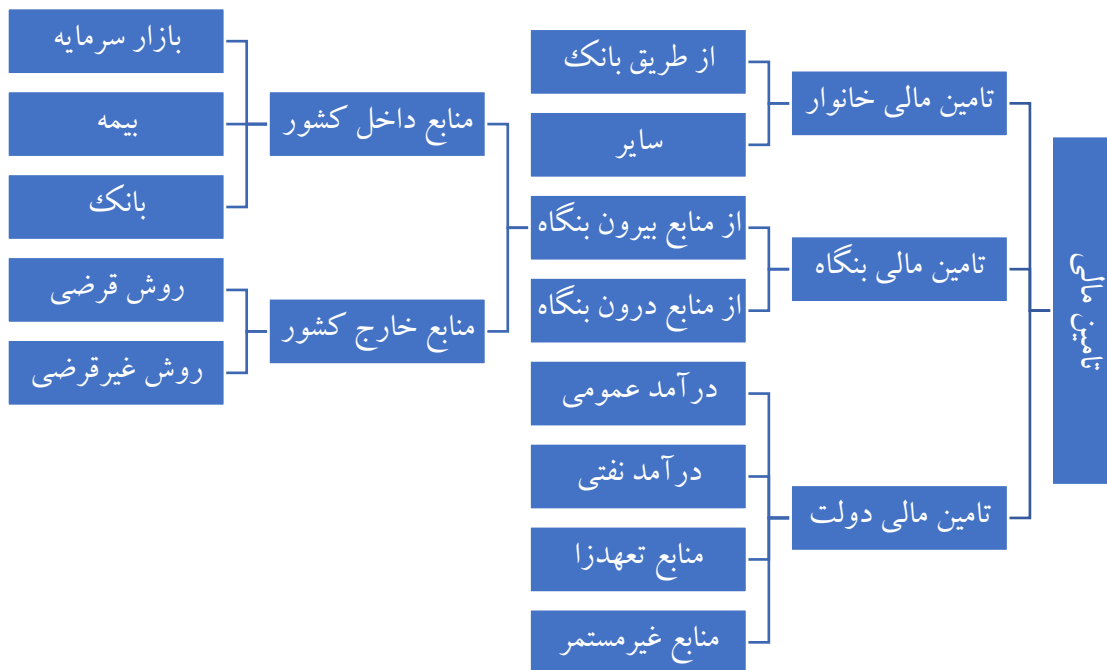 تامین مالی
تامین مالی خانوار
از طریق بانک
سایر
تامین مالی بنگاه
از منابع بیرون بنگاه
منابع داخل کشور
بازار سرمایه
بیمه
بانک
منابع خارج کشور
روش قرضی
روش غیرقرضی
از منابع درون بنگاه
تامین مالی دولت
درآمد عمومی
درآمد نفتی
منابع تعهدزا
منابع غیرمستمر